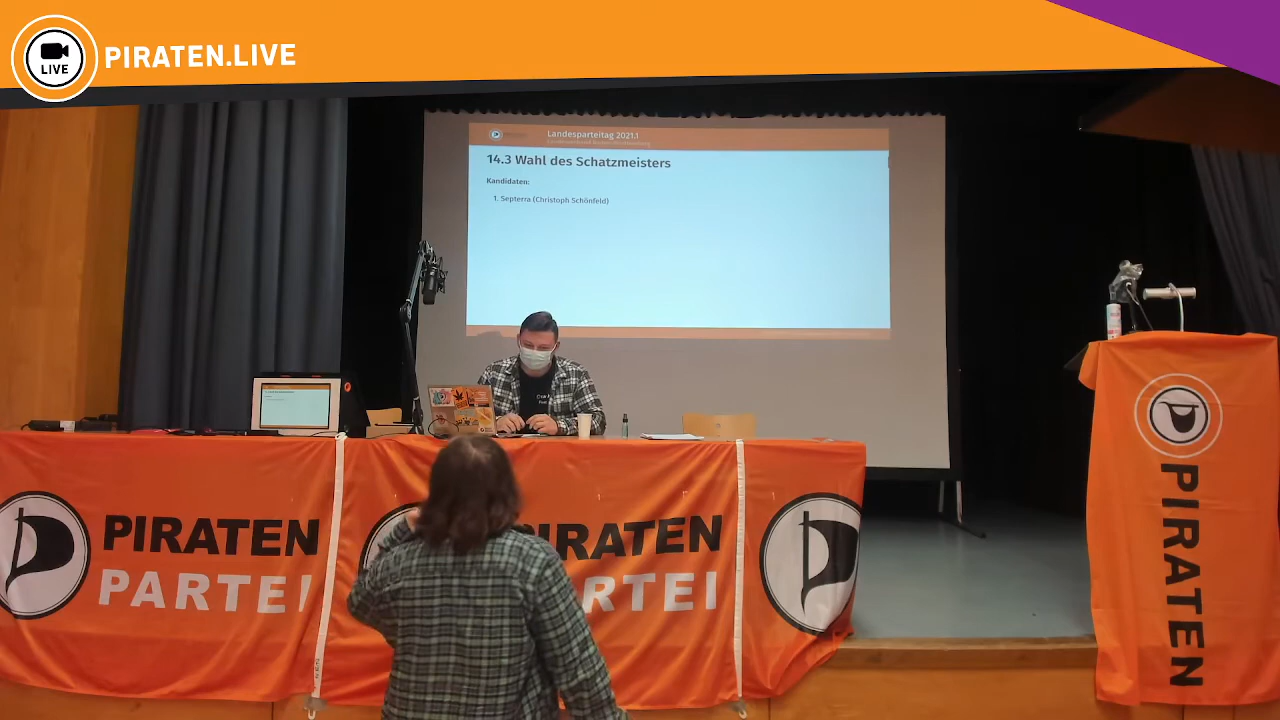 LIVE
PIRATEN.LIVE
Landesparteitag 2021.1
14.3 Wahl des Schatzmeisters
Kandidaten:
1. Septerra (Christoph Schönfeld)
PIRATEN
PARTEI
PIRATEN
PARTEI
PIRATEN